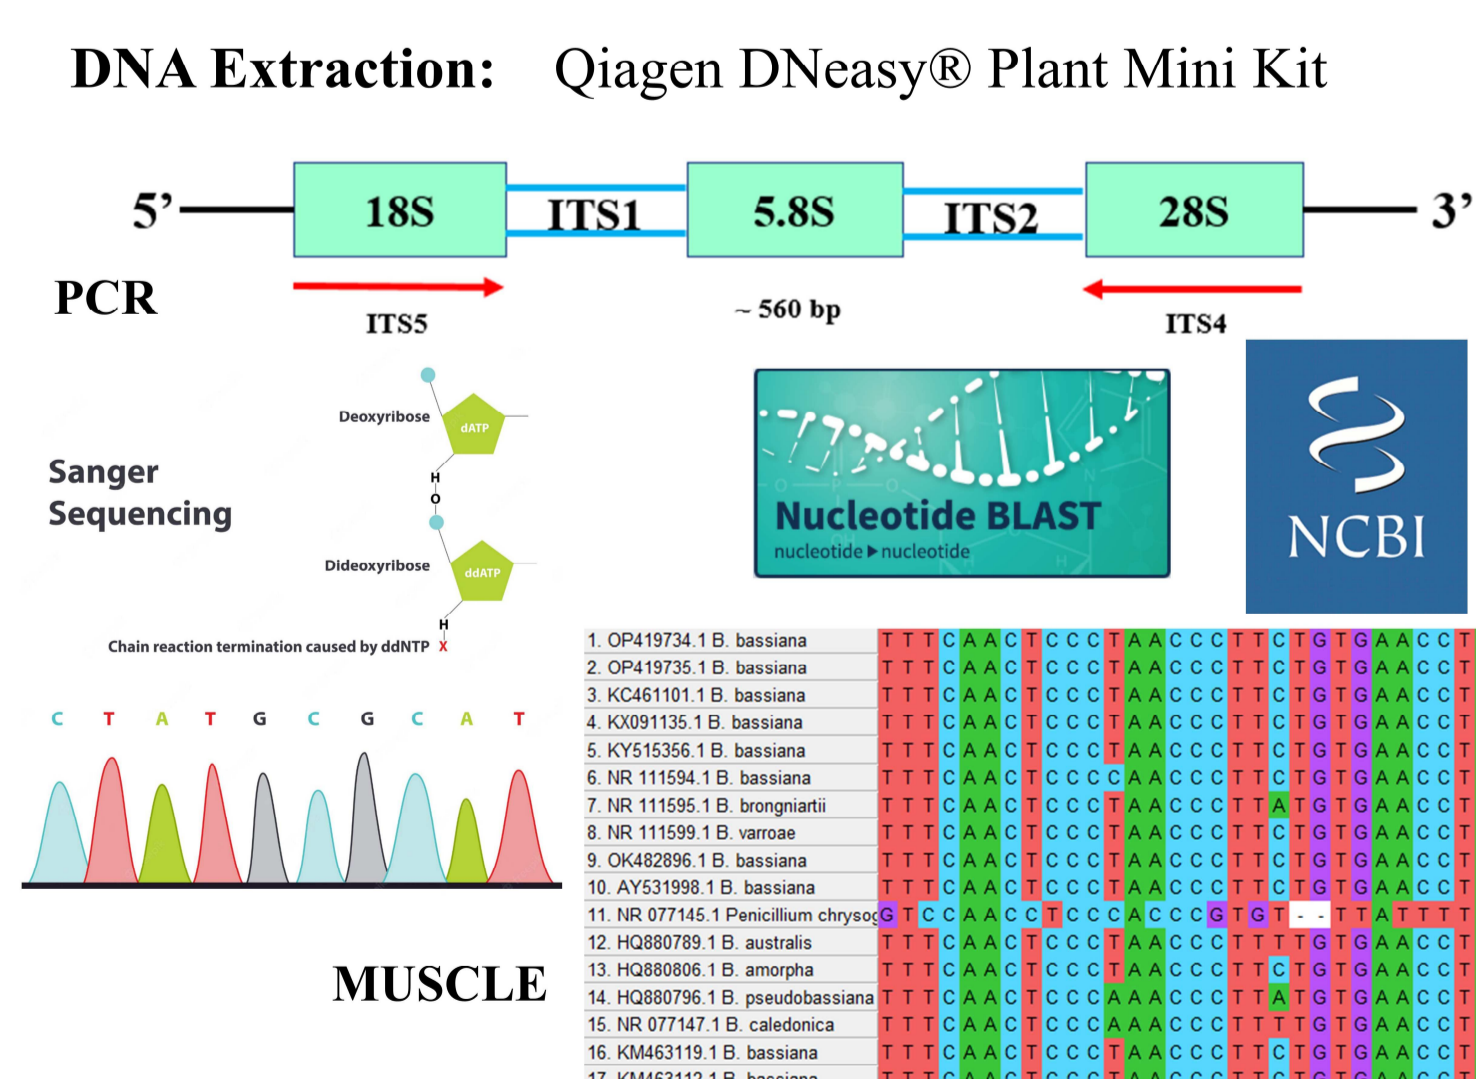 DNA Extraction: Qiagen DNeasy® Plant Mini Kit
5’ 18S ITS1 5.8S ITS2 28S 3’
PCR
ITS5 ~ 560 bp ITS4
Sanger
Sequencing
Deoxyribose
dATP
H
O
Dideoxyribose
ddATP
H
Chain reaction termination caused by ddNTP X
C T A T G C G C A T
Nucleotide BLAST
nucleotide ▶ nucleotide
NCBI
MUSCLE
1. OP419734.1 B. bassiana T T T C A A C T C C C T A A C C C T T C T G T G A A C C T
2. OP419735.1 B. bassiana T T T C A A C T C C C T A A C C C T T C T G T G A A C C T
3. KC461101.1 B. bassiana T T T C A A C T C C C T A A C C C T T C T G T G A A C C T
4. KX091135.1 B. bassiana T T T C A A C T C C C T A A C C C T T C T G T G A A C C T
5. KY515356.1 B. bassiana T T T C A A C T C C C T A A C C C T T C T G T G A A C C T
6. NR 111594.1 B. bassiana T T T C A A C T C C C C A A C C C T T C T G T G A A C C T
7. NR 111595.1 B. brongniartii T T T C A A C T C C C T A A C C C T T A T G T G A A C C T
8. NR 111599.1 B. varroae T T T C A A C T C C C T A A C C C T T C T G T G A A C C T
9. OK482896.1 B. bassiana T T T C A A C T C C C T A A C C C T T C T G T G A A C C T
10. AY531998.1 B. bassiana T T T C A A C T C C C T A A C C C T T C T G T G A A C C T
11. NR 077145.1 Penicillium chrysog G T C C A A C C T C C C A C C C G T G T - - T T A T T T T
12. HQ880789.1 B. australis T T T C A A C T C C C T A A C C C T T T T G T G A A C C T
13. HQ880806.1 B. amorpha T T T C A A C T C C C T A A C C C T T C T G T G A A C C T
14. HQ880796.1 B. pseudobassiana T T T C A A C T C C C A A A C C C T T A T G T G A A C C T
15. NR 077147.1 B. caledonica T T T C A A C T C C C A A A C C C T T T T G T G A A C C T
16. KM463119.1 B. bassiana T T T C A A C T C C C T A A C C C T T C T G T G A A C C T